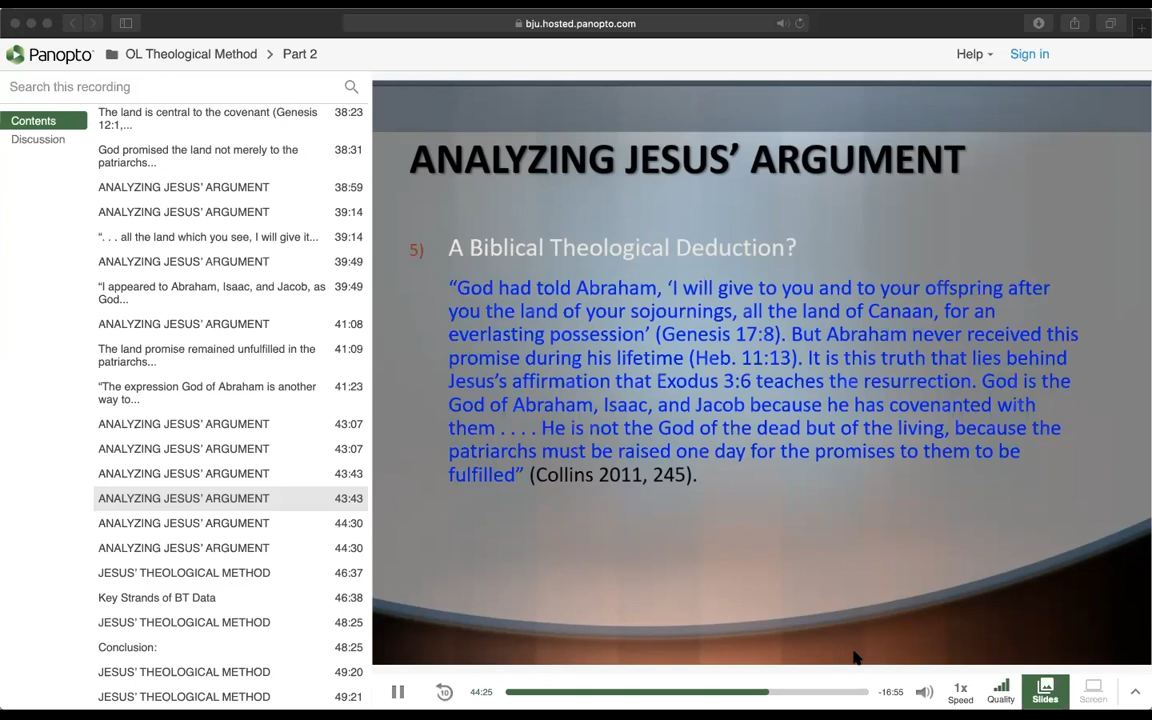 bju.hosted.panopto.com
Panopto
OL Theological Method > Part 2
Help
Sign in
Search this recording
Contents
Discussion
The land is central to the covenant (Genesis
12:1,...
38:23
God promised the land not merely to the
patriarchs...
38:31
ANALYZING JESUS' ARGUMENT 38:59
ANALYZING JESUS' ARGUMENT 39:14
“. . . all the land which you see, I will give it... 39:14
ANALYZING JESUS' ARGUMENT 39:49
“I appeared to Abraham, Isaac, and Jacob, as
God...
39:49
ANALYZING JESUS' ARGUMENT 41:08
The land promise remained unfulfilled in the
patriarchs...
41:09
“The expression God of Abraham is another
way to...
41:23
ANALYZING JESUS' ARGUMENT 43:07
ANALYZING JESUS' ARGUMENT 43:07
ANALYZING JESUS' ARGUMENT 43:43
ANALYZING JESUS' ARGUMENT 43:43
ANALYZING JESUS' ARGUMENT 44:30
ANALYZING JESUS' ARGUMENT 44:30
JESUS' THEOLOGICAL METHOD 46:37
Key Strands of BT Data 46:38
JESUS' THEOLOGICAL METHOD 48:25
Conclusion: 48:25
JESUS' THEOLOGICAL METHOD 49:20
JESUS' THEOLOGICAL METHOD 49:21
ANALYZING JESUS' ARGUMENT
5) A Biblical Theological Deduction?
“God had told Abraham, ‘I will give to you and to your offspring after
you the land of your sojournings, all the land of Canaan, for an
everlasting possession’ (Genesis 17:8). But Abraham never received this
promise during his lifetime (Heb. 11:13). It is this truth that lies behind
Jesus’s affirmation that Exodus 3:6 teaches the resurrection. God is the
God of Abraham, Isaac, and Jacob because he has covenanted with
them . . . . He is not the God of the dead but of the living, because the
patriarchs must be raised one day for the promises to them to be
fulfilled” (Collins 2011, 245).
10
44:25
-16:55
1x
Speed
Quality
Slides
Screen